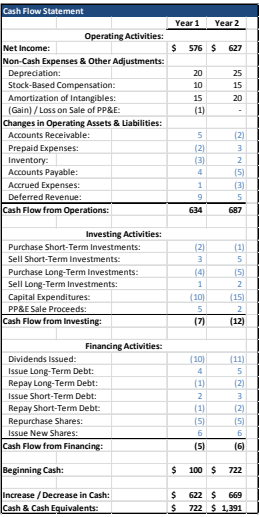 Cash Flow Statement
Year 1 Year 2
Operating Activities:
Net Income: $ 576 $ 627
Non-Cash Expenses & Other Adjustments:
Depreciation: 20 25
Stock-Based Compensation: 10 15
Amortization of Intangibles: 15 20
(Gain) / Loss on Sale of PP&E: (1) -
Changes in Operating Assets & Liabilities:
Accounts Receivable: 5 (2)
Prepaid Expenses: (2) 3
Inventory: (3) 2
Accounts Payable: 4 (5)
Accrued Expenses: 1 (3)
Deferred Revenue: 9 5
Cash Flow from Operations: 634 687
Investing Activities:
Purchase Short-Term Investments: (2) (1)
Sell Short-Term Investments: 3 5
Purchase Long-Term Investments: (4) (5)
Sell Long-Term Investments: 1 2
Capital Expenditures: (10) (15)
PP&E Sale Proceeds: 5 2
Cash Flow from Investing: (7) (12)
Financing Activities:
Dividends Issued: (10) (11)
Issue Long-Term Debt: 4 5
Repay Long-Term Debt: (1) (2)
Issue Short-Term Debt: 2 3
Repay Short-Term Debt: (1) (2)
Repurchase Shares: (5) (5)
Issue New Shares: 6 6
Cash Flow from Financing: (5) (6)
Beginning Cash: $ 100 $ 722
Increase / Decrease in Cash: $ 622 $ 669
Cash & Cash Equivalents: $ 722 $ 1,391